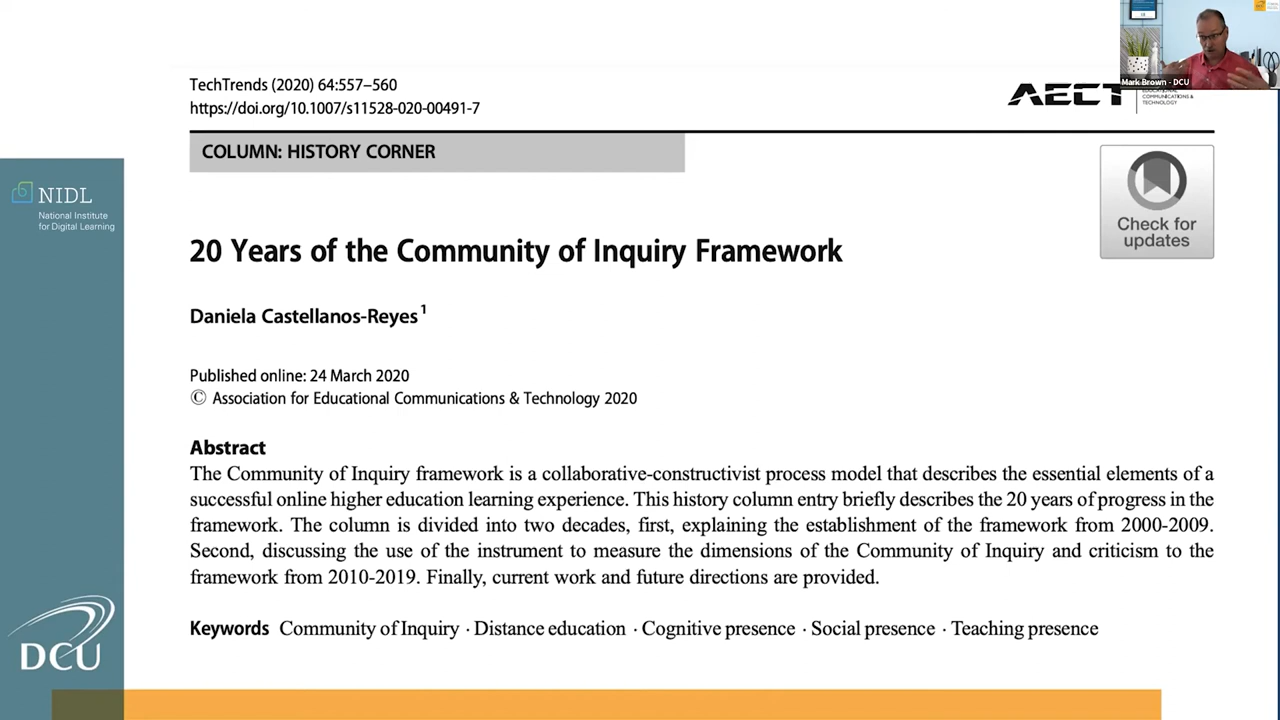 Mark Brown - DCU
TechTrends (2020) 64:557–560
https://doi.org/10.1007/s11528-020-00491-7
AECT
COMMUNICATIONS &
TECHNOLOGY
COLUMN: HISTORY CORNER
Check for
updates
NIDL
National Institute
for Digital Learning
20 Years of the Community of Inquiry Framework
Daniela Castellanos-Reyes 1
Published online: 24 March 2020
© Association for Educational Communications & Technology 2020
Abstract
The Community of Inquiry framework is a collaborative-constructivist process model that describes the essential elements of a
successful online higher education learning experience. This history column entry briefly describes the 20 years of progress in the
framework. The column is divided into two decades, first, explaining the establishment of the framework from 2000-2009.
Second, discussing the use of the instrument to measure the dimensions of the Community of Inquiry and criticism to the
framework from 2010-2019. Finally, current work and future directions are provided.
Keywords Community of Inquiry · Distance education · Cognitive presence · Social presence · Teaching presence
DCU